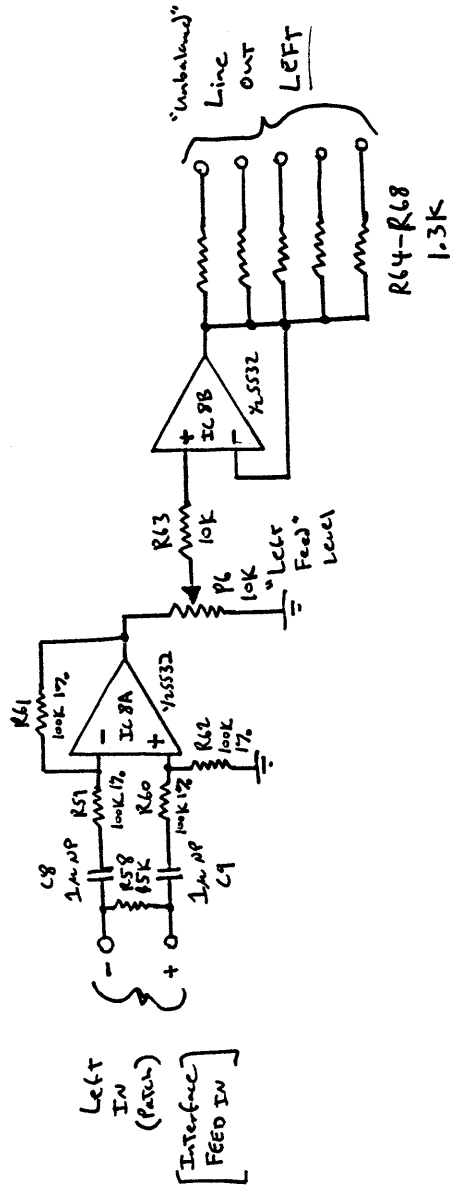 Left
IN
(Patch)
[Interface
FEED IN]
-
+
C8
1µ NP
R58
15K
1µ NP
C9
R59
100K 1%
R60
100K 1%
R61
100K 1%
-
IC 8A
+
1/2 5532
R62
100K
1%
P6
10K
"Left
Feed"
Level
R63
10K
+
IC 8B
-
1/2 5532
"Unbalanced"
Line
out
LEFT
R64-R68
1.3K